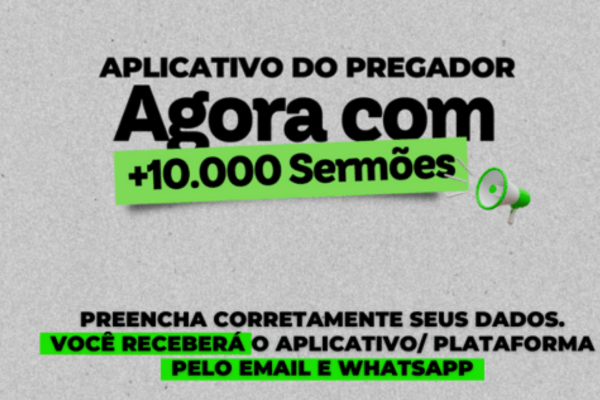 APLICATIVO DO PREGADOR
Agora com
+10.000 Sermões
PREENCHA CORRETAMENTE SEUS DADOS.
VOCÊ RECEBERÁ O APLICATIVO/ PLATAFORMA
PELO EMAIL E WHATSAPP